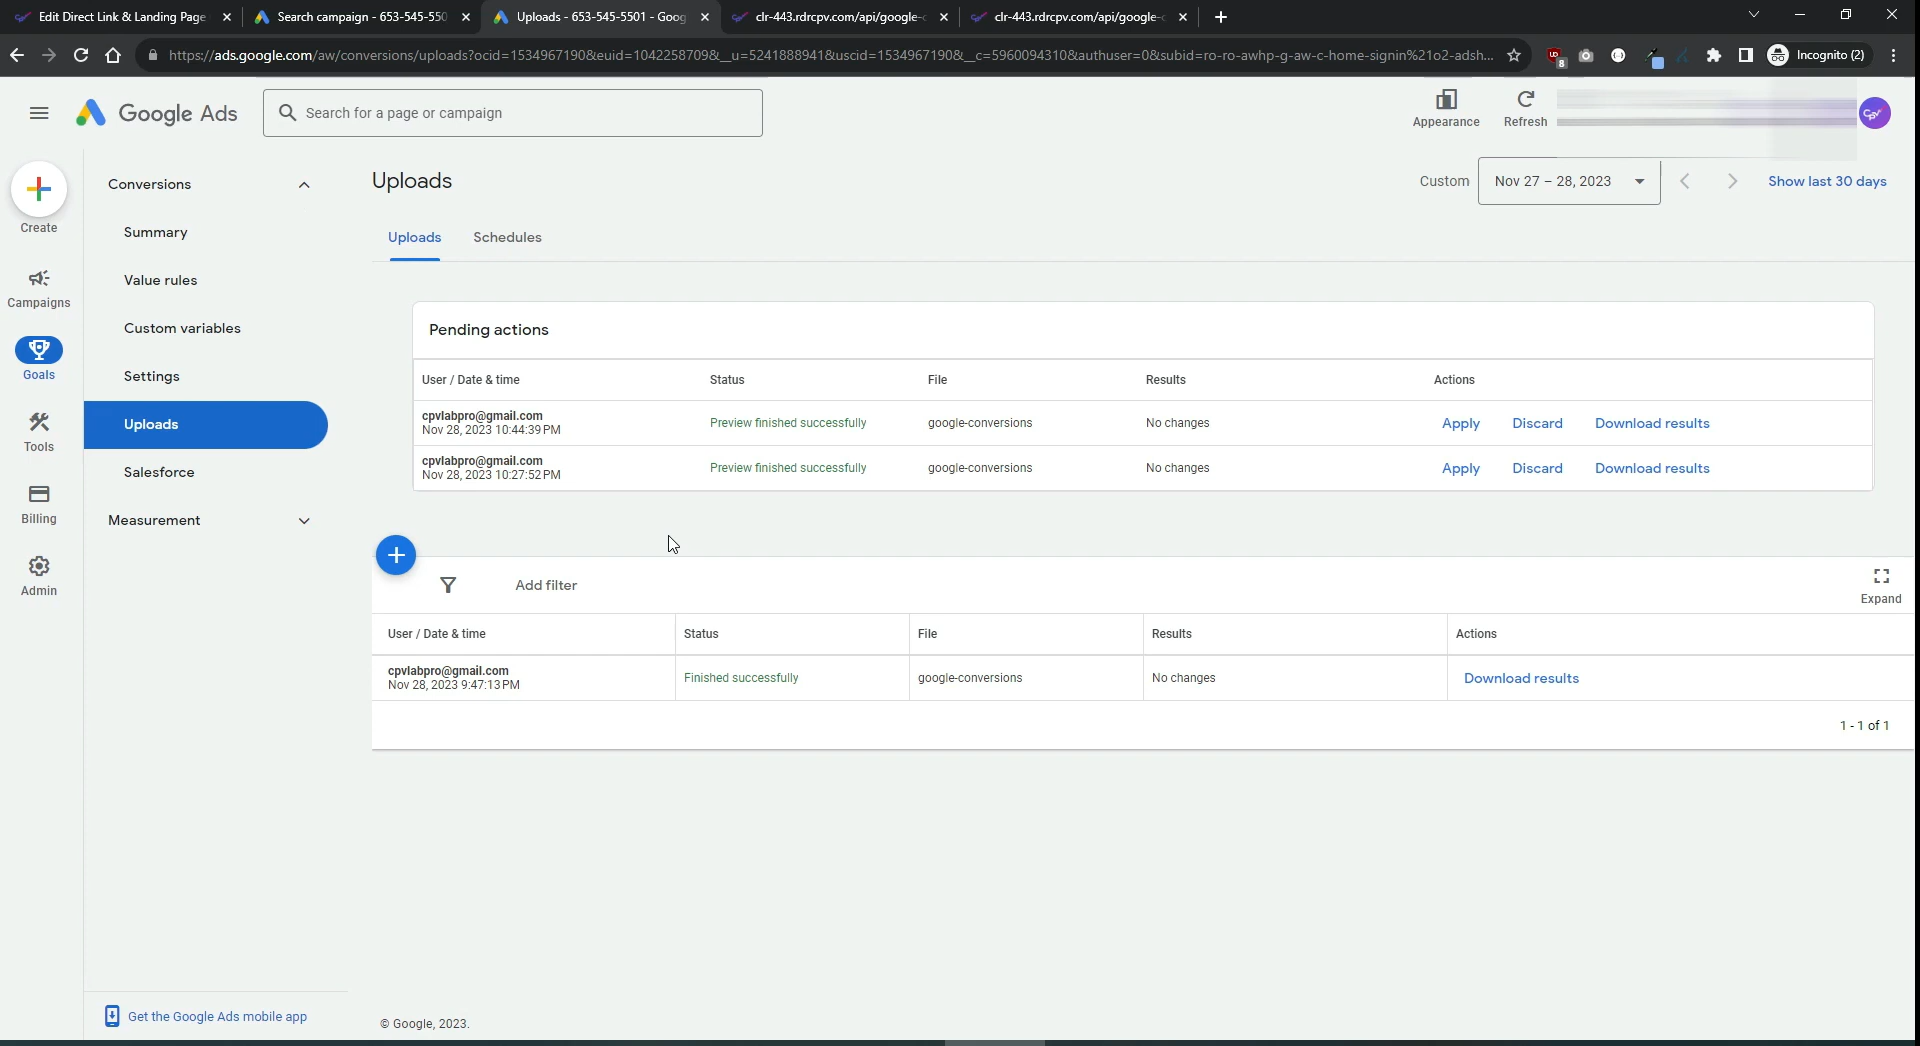 Edit Direct Link & Landing Page
Search campaign - 653-545-550
Uploads - 653-545-5501 - Goog
clr-443.rdrcpv.com/api/google-c
clr-443.rdrcpv.com/api/google-c
https://ads.google.com/aw/conversions/uploads?ocid=1534967190&euid=1042258709&__u=5241888941&uscid=1534967190&__c=5960094310&authuser=0&subid=ro-ro-awhp-g-aw-c-home-signin%21o2-adsh...
8
Incognito (2)
Google Ads
Search for a page or campaign
Appearance
Refresh
CPV
Create
Campaigns
Goals
Tools
Billing
Admin
Conversions
Summary
Value rules
Custom variables
Settings
Uploads
Salesforce
Measurement
Get the Google Ads mobile app
Uploads
Custom
Nov 27 – 28, 2023
Show last 30 days
Uploads
Schedules
Pending actions
User / Date & time
Status
File
Results
Actions
cpvlabpro@gmail.com
Nov 28, 2023 10:44:39 PM
Preview finished successfully
google-conversions
No changes
Apply
Discard
Download results
cpvlabpro@gmail.com
Nov 28, 2023 10:27:52 PM
Preview finished successfully
google-conversions
No changes
Apply
Discard
Download results
Add filter
Expand
User / Date & time
Status
File
Results
Actions
cpvlabpro@gmail.com
Nov 28, 2023 9:47:13 PM
Finished successfully
google-conversions
No changes
Download results
1 - 1 of 1
© Google, 2023.